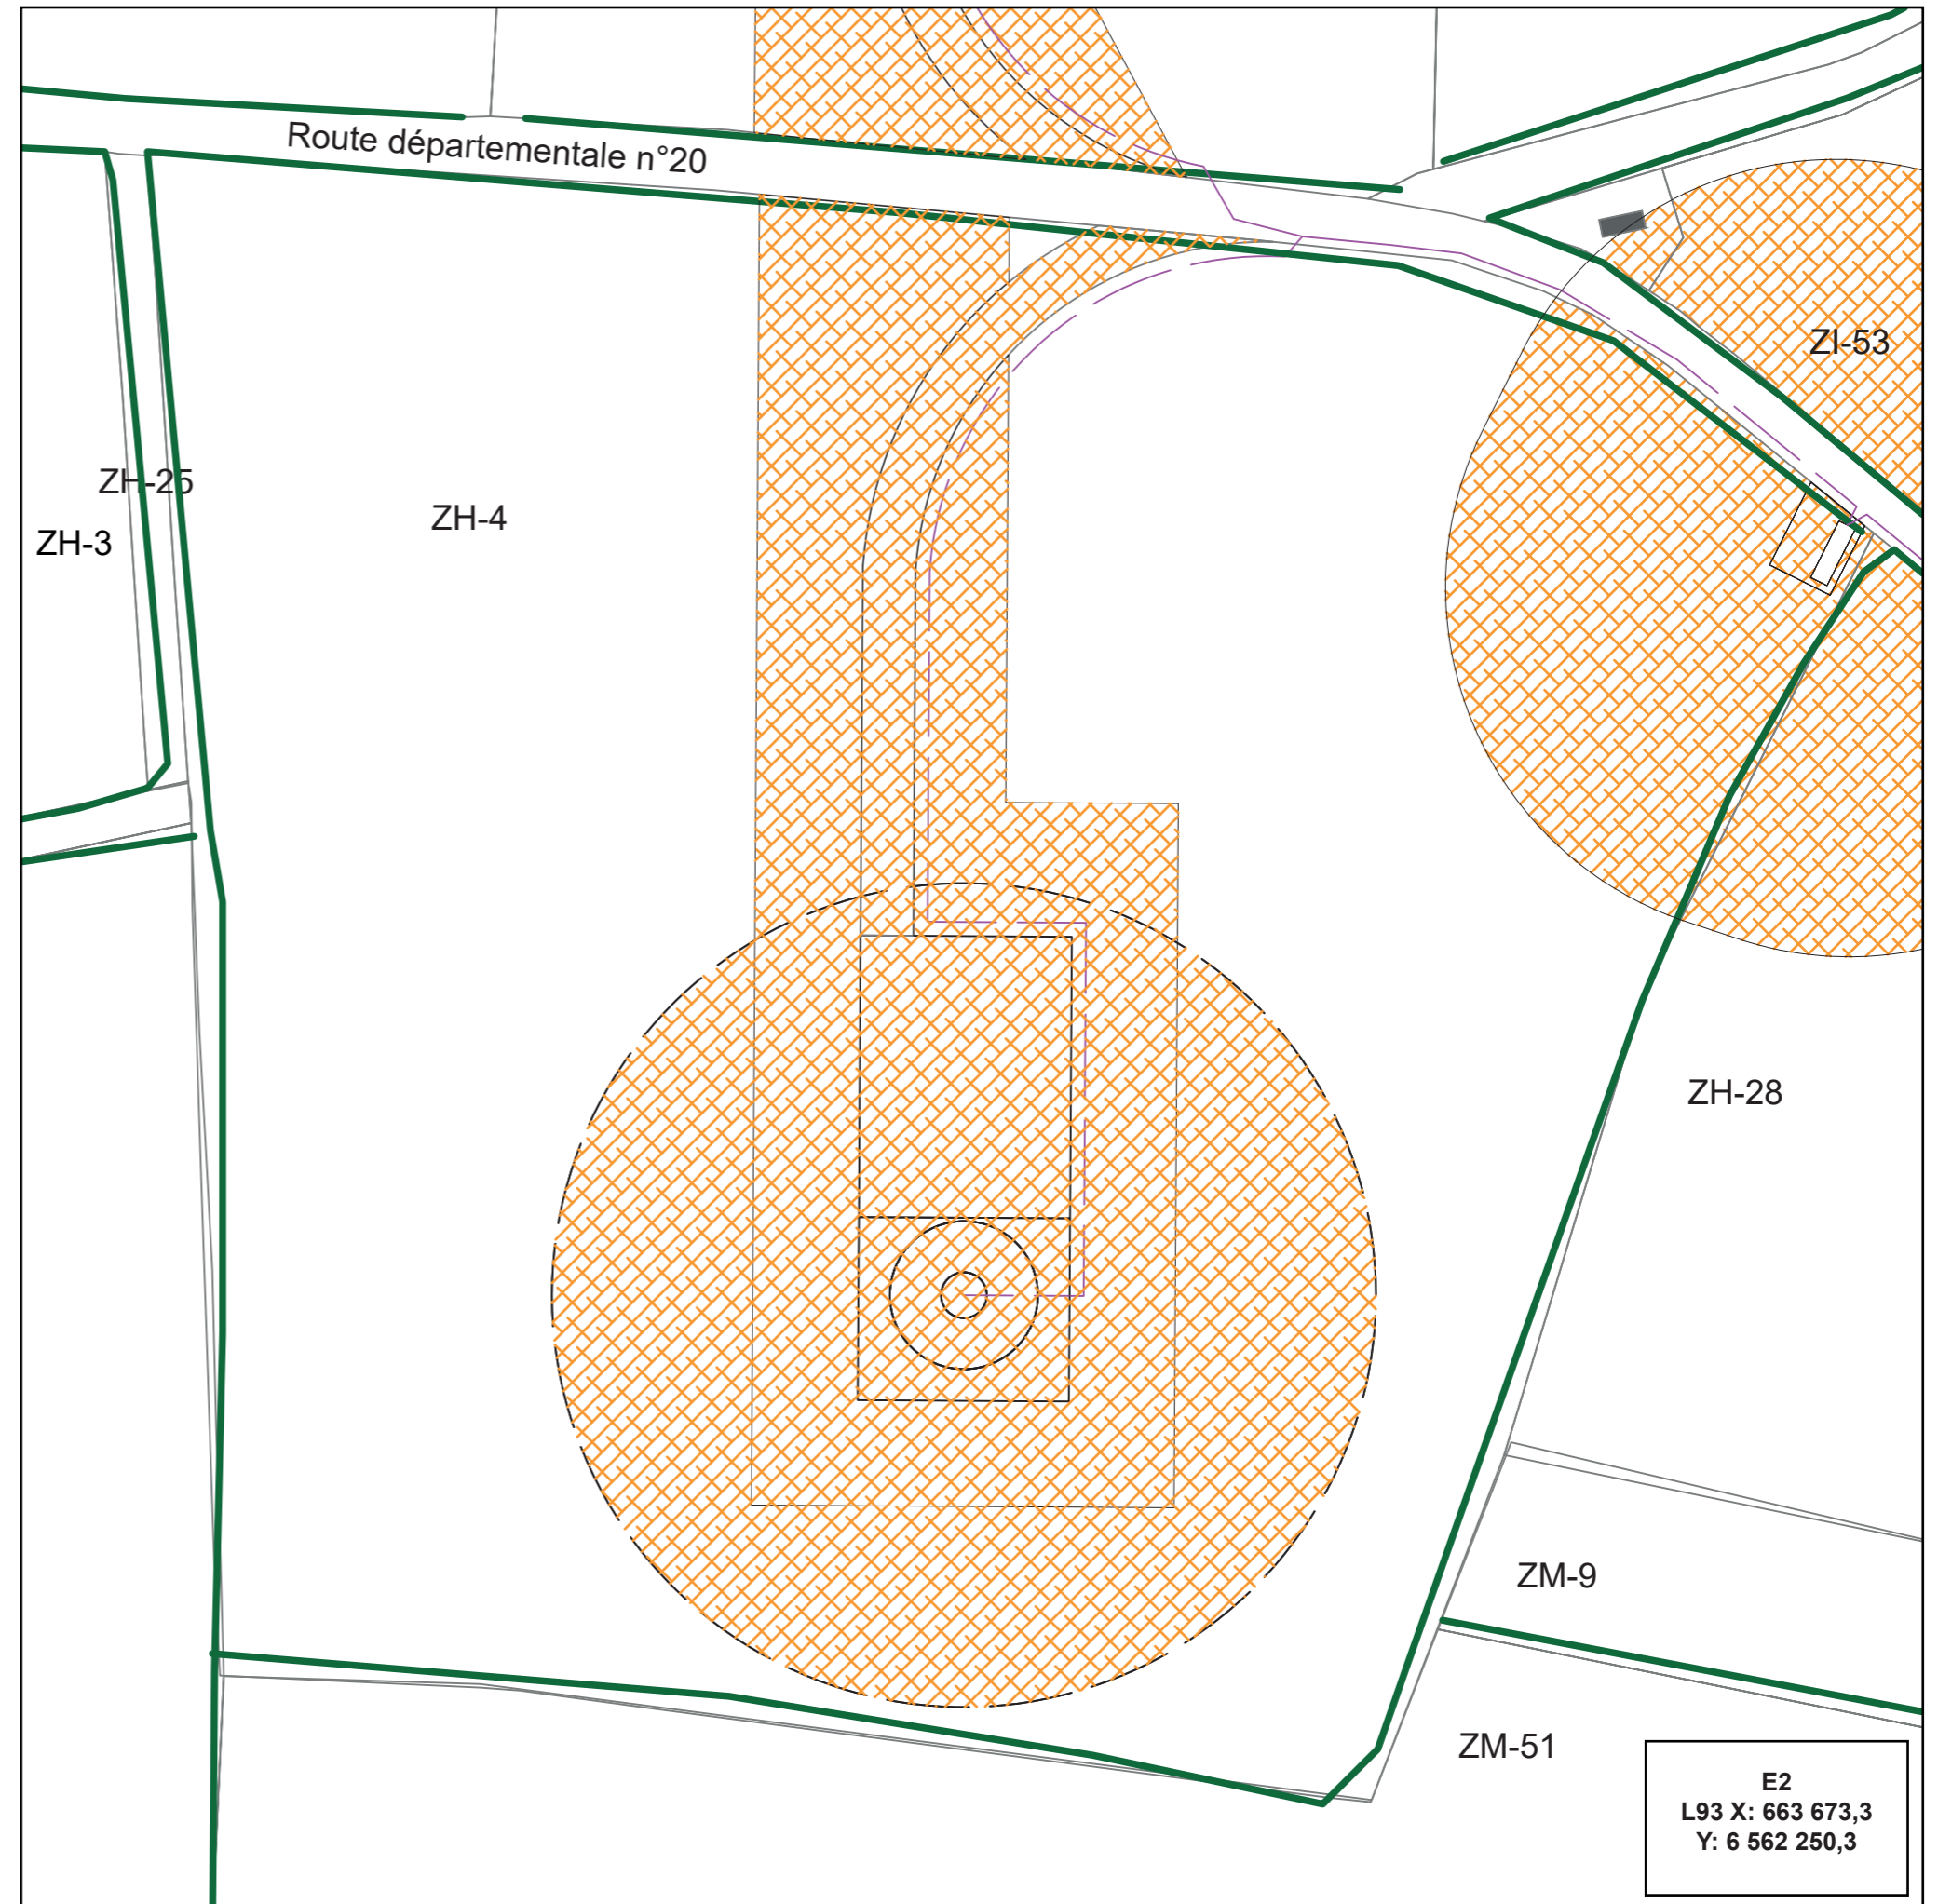 Route départementale n°20
ZI-53
ZH-25
ZH-4
ZH-3
ZH-28
ZM-9
ZM-51
E2
L93 X: 663 673,3
Y: 6 562 250,3